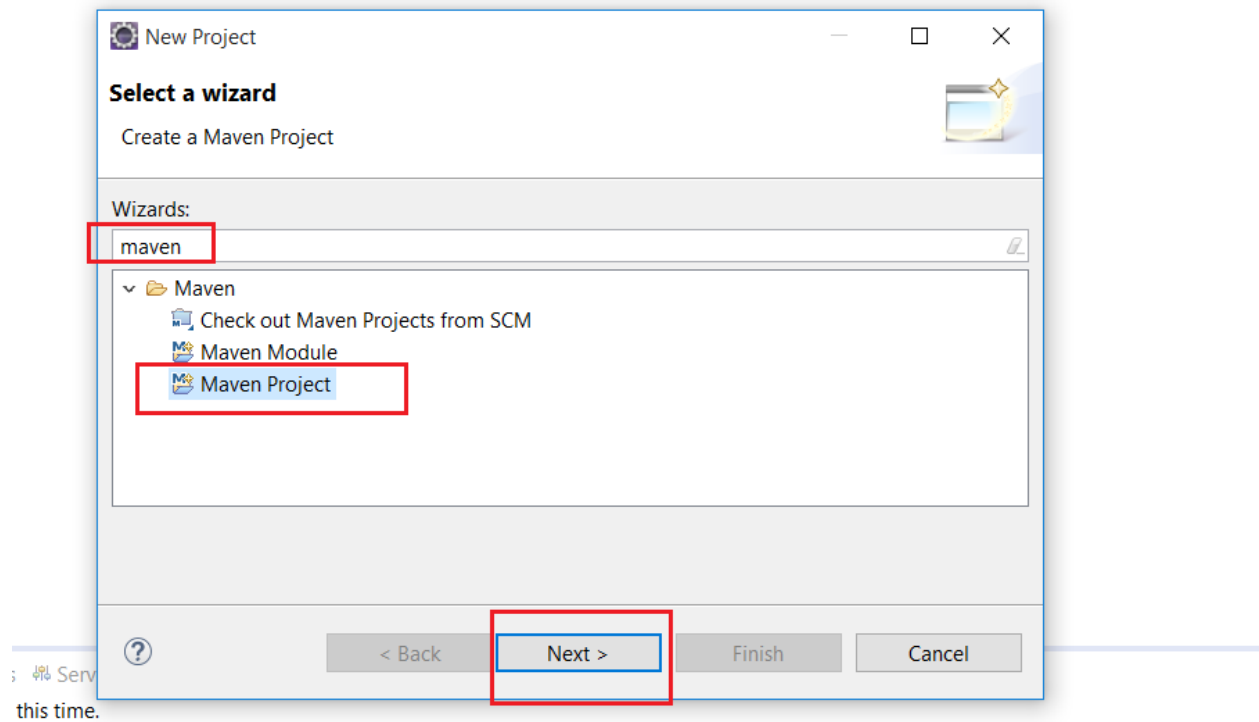 New Project
Select a wizard
Create a Maven Project
Wizards:
maven
Maven
Check out Maven Projects from SCM
Maven Module
Maven Project
< Back Next > Finish Cancel
s Serv
this time.